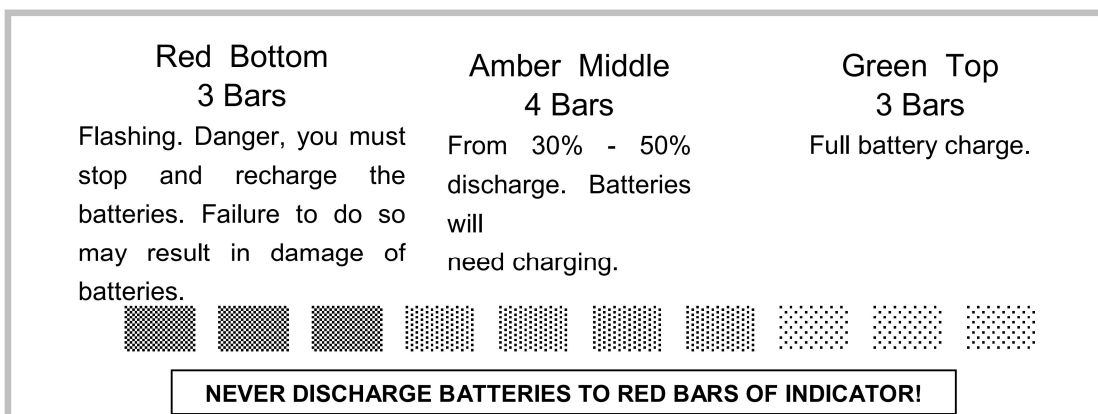 Red Bottom
3 Bars
Flashing. Danger, you must
stop and recharge the
batteries. Failure to do so
may result in damage of
batteries.
Amber Middle
4 Bars
From 30% - 50%
discharge. Batteries
will
need charging.
Green Top
3 Bars
Full battery charge.
NEVER DISCHARGE BATTERIES TO RED BARS OF INDICATOR!